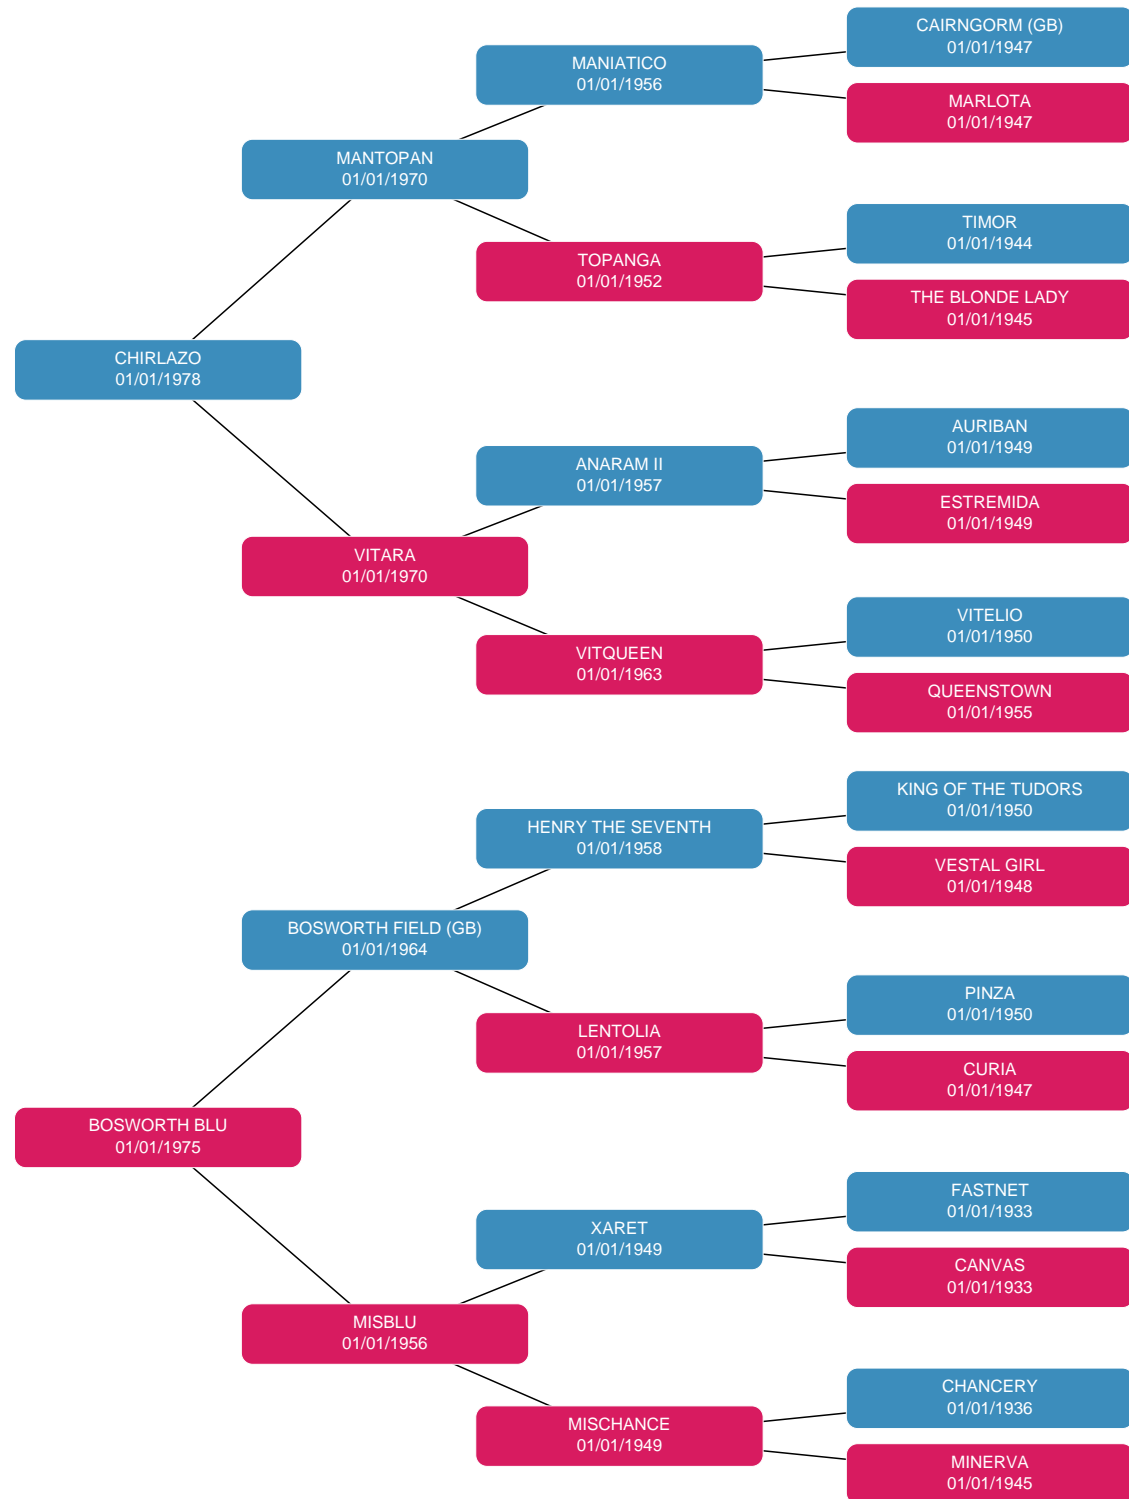 CAIRNGORM (GB)
01/01/1947
MANIATICO
01/01/1956
MARLOTA
01/01/1947
MANTOPAN
01/01/1970
TIMOR
01/01/1944
TOPANGA
01/01/1952
THE BLONDE LADY
01/01/1945
CHIRLAZO
01/01/1978
AURIBAN
01/01/1949
ANARAM II
01/01/1957
ESTREMIDA
01/01/1949
VITARA
01/01/1970
VITELIO
01/01/1950
VITQUEEN
01/01/1963
QUEENSTOWN
01/01/1955
KING OF THE TUDORS
01/01/1950
HENRY THE SEVENTH
01/01/1958
VESTAL GIRL
01/01/1948
BOSWORTH FIELD (GB)
01/01/1964
PINZA
01/01/1950
LENTOLIA
01/01/1957
CURIA
01/01/1947
BOSWORTH BLU
01/01/1975
FASTNET
01/01/1933
XARET
01/01/1949
CANVAS
01/01/1933
MISBLU
01/01/1956
CHANCERY
01/01/1936
MISCHANCE
01/01/1949
MINERVA
01/01/1945